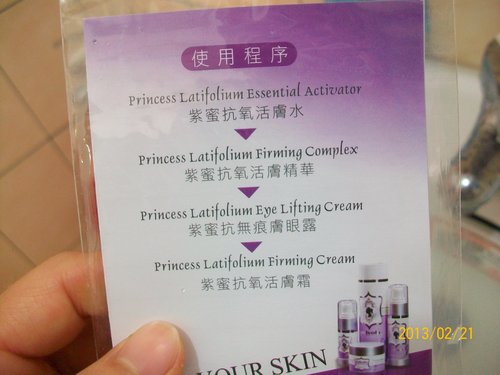 使用程序
Princess Latifolium Essential Activator
紫蜜抗氧活膚水
Princess Latifolium Firming Complex
紫蜜抗氧活膚精華
Princess Latifolium Eye Lifting Cream
紫蜜抗無痕膚眼露
Princess Latifolium Firming Cream
紫蜜抗氧活膚霜
YOUR SKIN
2013/02/21